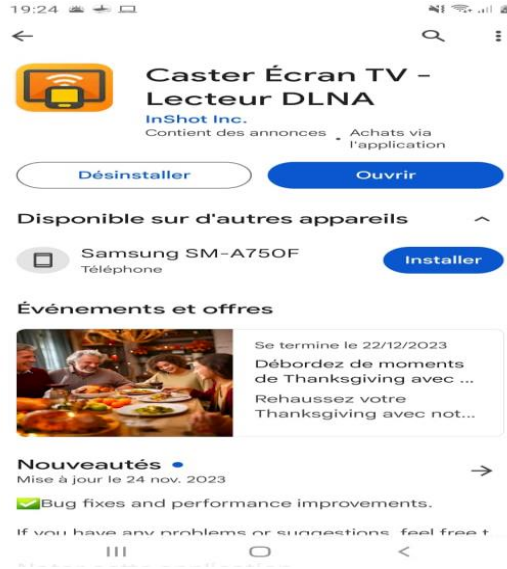 19:24
Caster Écran TV –
Lecteur DLNA
InShot Inc.
Contient des annonces . Achats via
l'application
Désinstaller
Ouvrir
Disponible sur d'autres appareils
Samsung SM-A750F
Téléphone
Installer
Événements et offres
Se termine le 22/12/2023
Débordez de moments
de Thanksgiving avec ...
Rehaussez votre
Thanksgiving avec not...
Nouveautés •
Mise à jour le 24 nov. 2023
✅Bug fixes and performance improvements.
If you have any problems or suggestions, feel free t